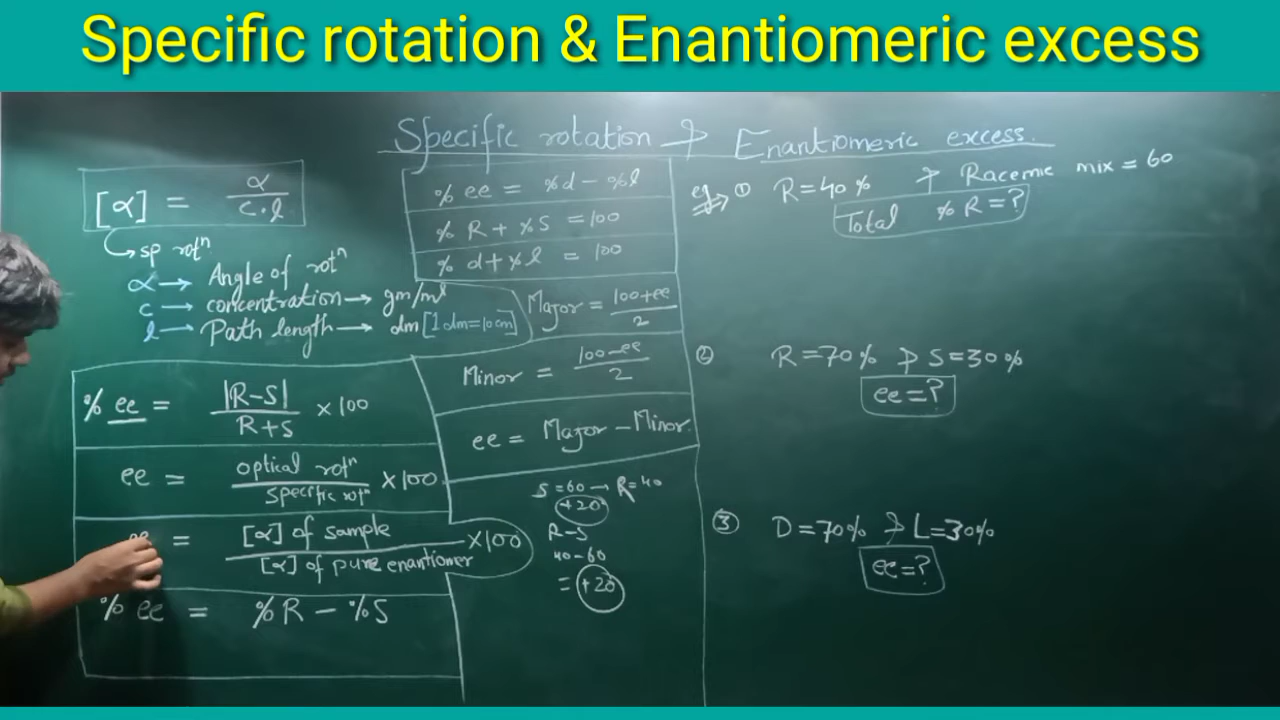 Specific rotation & Enantiomeric excess
Specific rotation & Enantiomeric excess.
[α] = α / c.l
sp rotⁿ
α → Angle of rotⁿ
c → concentration → gm/ml
l → Path length → dm [1 dm=10cm]
% ee = |R-S| / R+S × 100
ee = optical rotⁿ / specific rotⁿ × 100
ee = [α] of sample / [α] of pure enantiomer × 100
% ee = %R - %S
% ee = %d - %l
% R + % S = 100
% d + % l = 100
Major = 100+ee / 2
Minor = 100-ee / 2
ee = Major - Minor.
S = 60 → R = 40
+20
R-S
40-60
= +20
eg ⇒ ① R = 40% & Racemic mix = 60
Total % R = ?
② R = 70% & S = 30%
ee = ?
③ D = 70% & L = 30%
ee = ?